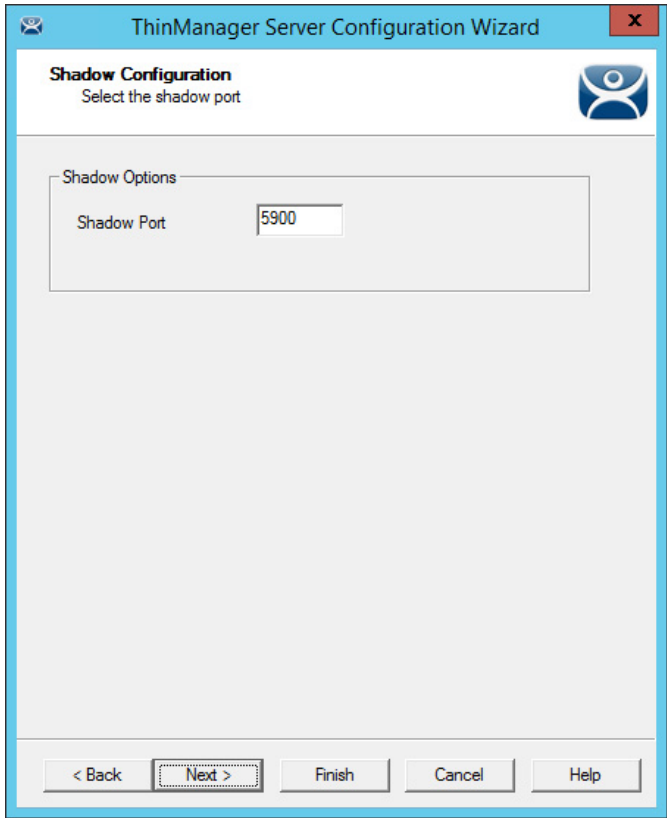 ThinManager Server Configuration Wizard
x
Shadow Configuration
Select the shadow port
Shadow Options
Shadow Port
5900
< Back Next > Finish Cancel Help